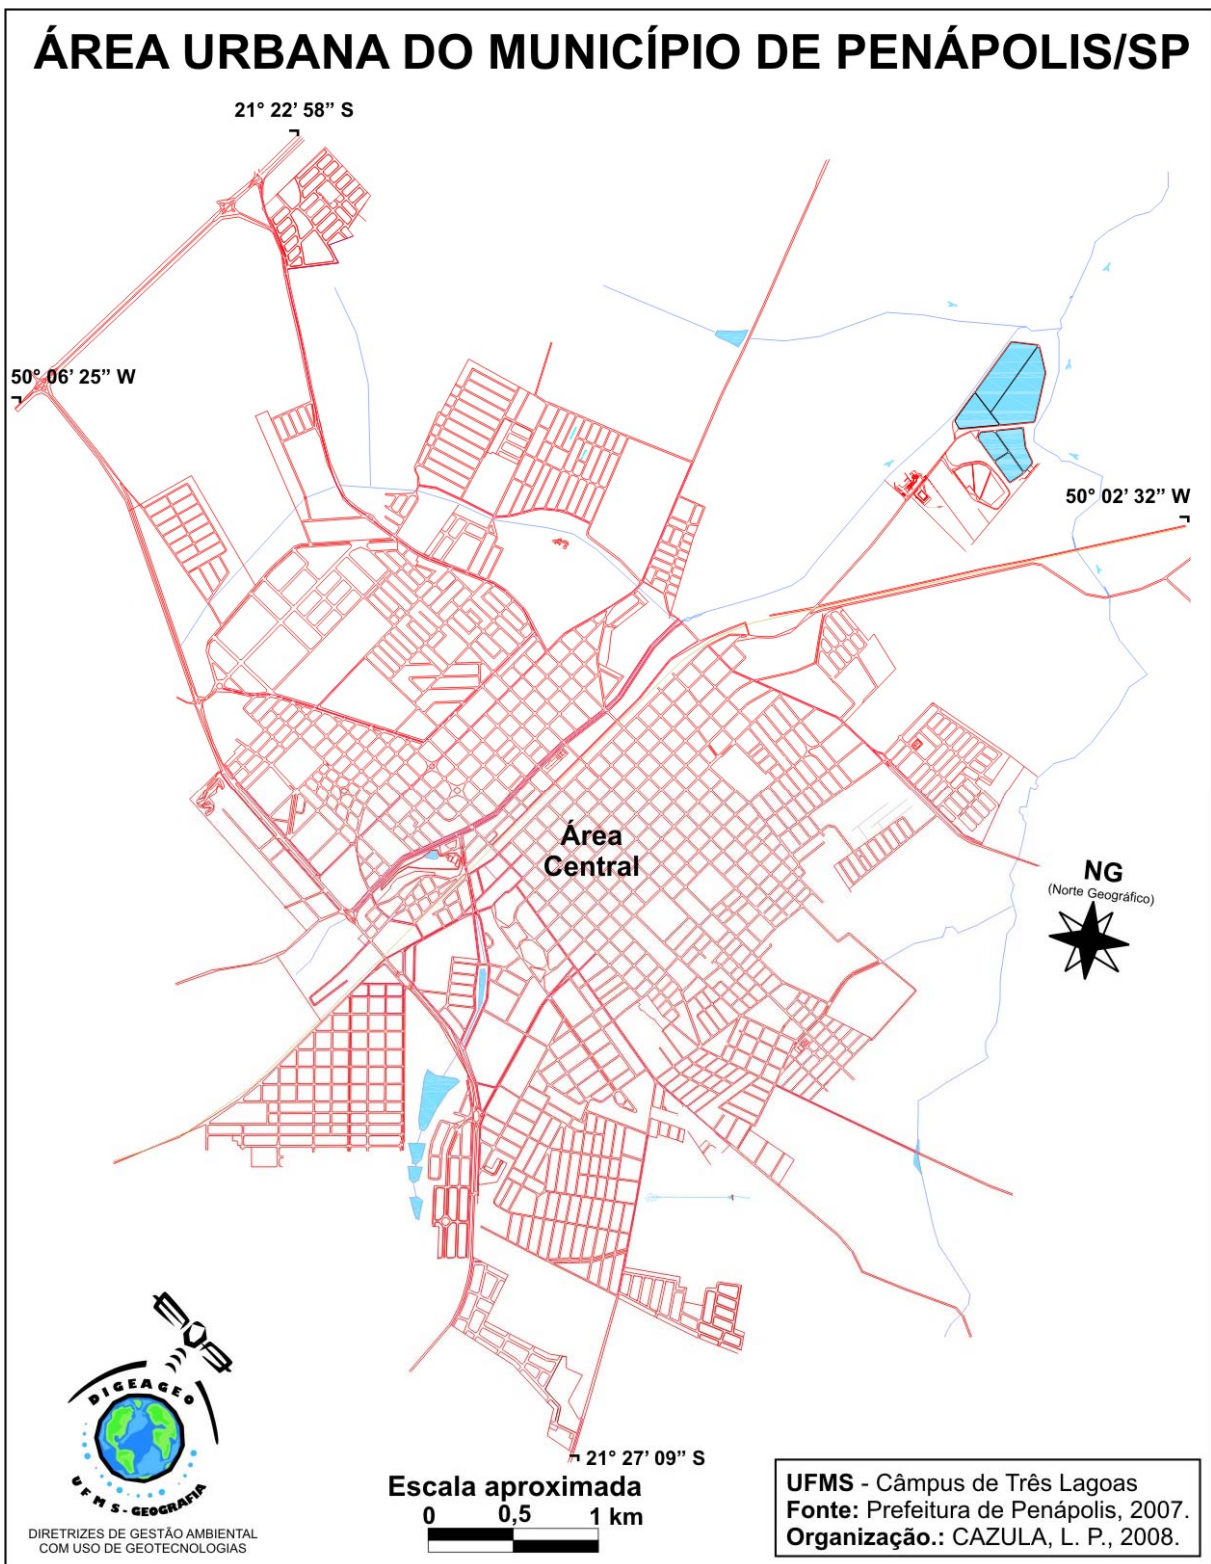 ÁREA URBANA DO MUNICÍPIO DE PENÁPOLIS/SP
21° 22’ 58” S
50° 06’ 25” W
50° 02’ 32” W
Área
Central
NG
(Norte Geográfico)
21° 27’ 09” S
DIGEAGEO
UFMS - GEOGRAFIA
DIRETRIZES DE GESTÃO AMBIENTAL
COM USO DE GEOTECNOLOGIAS
Escala aproximada
0 0,5 1 km
UFMS - Câmpus de Três Lagoas
Fonte: Prefeitura de Penápolis, 2007.
Organização.: CAZULA, L. P., 2008.